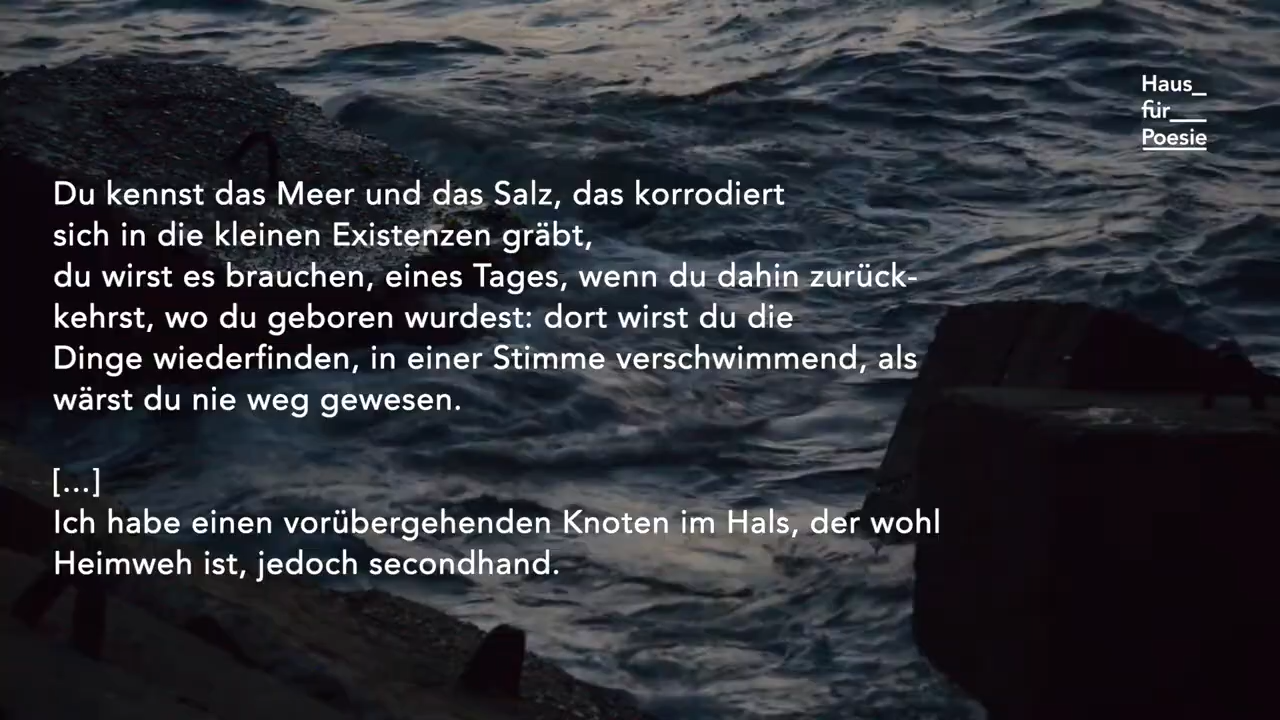 Haus_
für___
Poesie
Du kennst das Meer und das Salz, das korrodiert
sich in die kleinen Existenzen gräbt,
du wirst es brauchen, eines Tages, wenn du dahin zurück-
kehrst, wo du geboren wurdest: dort wirst du die
Dinge wiederfinden, in einer Stimme verschwimmend, als
wärst du nie weg gewesen.
[...]
Ich habe einen vorübergehenden Knoten im Hals, der wohl
Heimweh ist, jedoch secondhand.